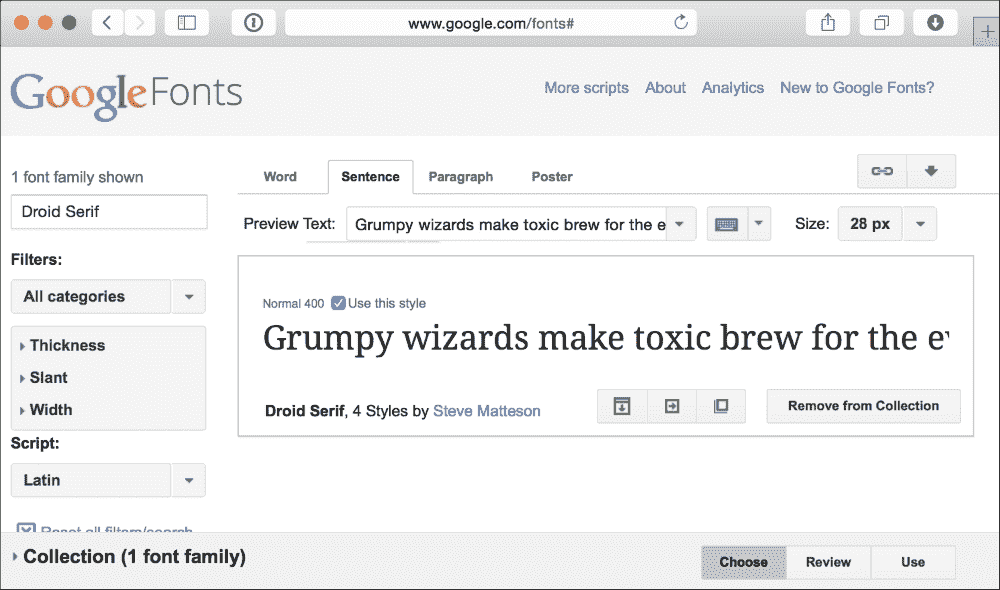 www.google.com/fonts#
Google Fonts
More scripts About Analytics New to Google Fonts?
1 font family shown
Droid Serif
Filters:
All categories
Thickness
Slant
Width
Script:
Latin
Reset all filters/search
Word Sentence Paragraph Poster
Preview Text: Grumpy wizards make toxic brew for the e
Size: 28 px
Normal 400 Use this style
Grumpy wizards make toxic brew for the e
Droid Serif, 4 Styles by Steve Matteson
Remove from Collection
Collection (1 font family)
Choose Review Use